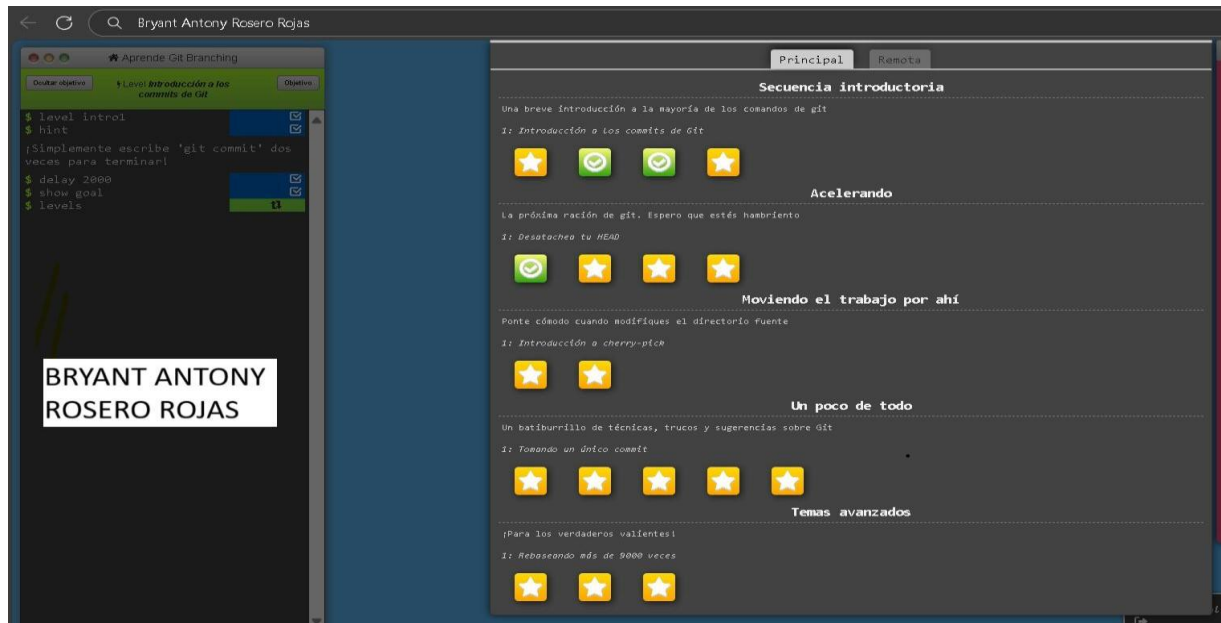 Bryant Antony Rosero Rojas
Aprende Git Branching
Ocultar objetivo
Level Introducción a los commits de Git
Objetivo
$ level intro1
$ hint
¡Simplemente escribe 'git commit' dos
veces para terminar!
$ delay 2000
$ show goal
$ levels
BRYANT ANTONY
ROSERO ROJAS
Principal
Remota
Secuencia introductoria
Una breve introducción a la mayoría de los comandos de git
1: Introducción a los commits de Git
Acelerando
La próxima ración de git. Espero que estés hambriento
1: Desatachea tu HEAD
Moviendo el trabajo por ahí
Ponte cómodo cuando modifiques el directorio fuente
1: Introducción a cherry-pick
Un poco de todo
Un batiburrillo de técnicas, trucos y sugerencias sobre Git
1: Tomando un único commit
Temas avanzados
¡Para los verdaderos valientes!
1: Rebaseando más de 9000 veces